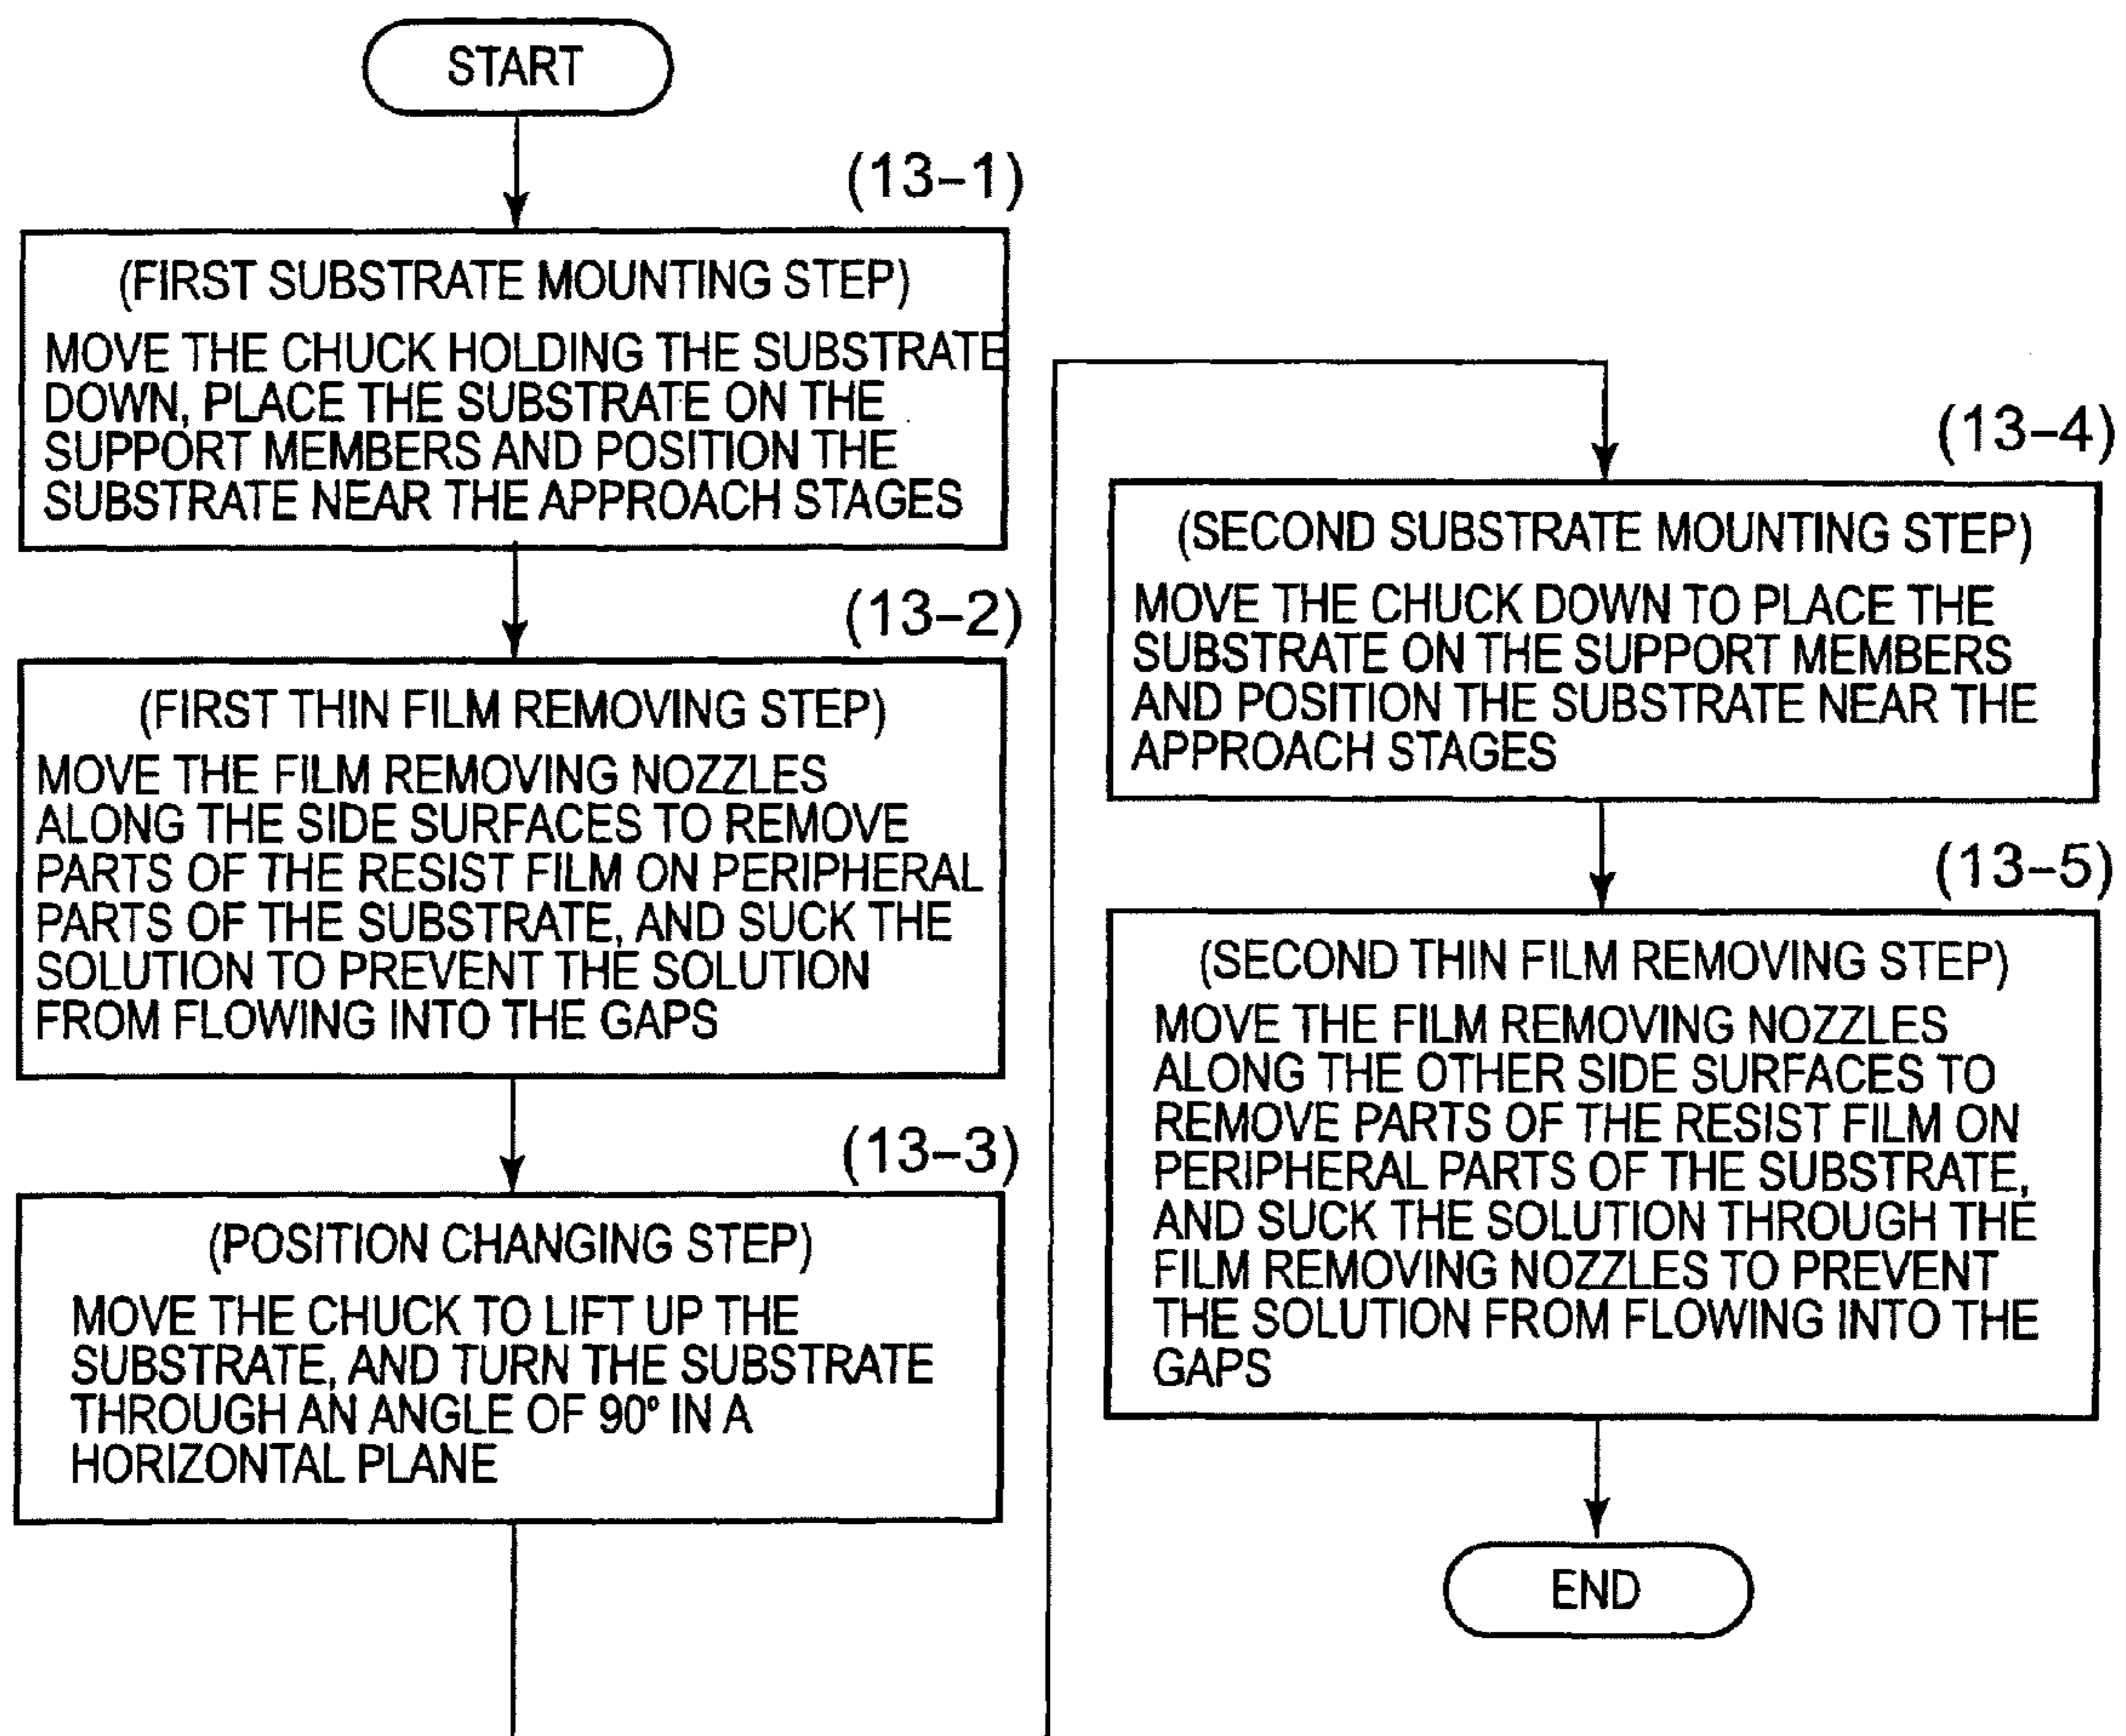 START
(13-1)
(FIRST SUBSTRATE MOUNTING STEP)
MOVE THE CHUCK HOLDING THE SUBSTRATE
DOWN, PLACE THE SUBSTRATE ON THE
SUPPORT MEMBERS AND POSITION THE
SUBSTRATE NEAR THE APPROACH STAGES
(13-2)
(FIRST THIN FILM REMOVING STEP)
MOVE THE FILM REMOVING NOZZLES
ALONG THE SIDE SURFACES TO REMOVE
PARTS OF THE RESIST FILM ON PERIPHERAL
PARTS OF THE SUBSTRATE, AND SUCK THE
SOLUTION TO PREVENT THE SOLUTION
FROM FLOWING INTO THE GAPS
(13-3)
(POSITION CHANGING STEP)
MOVE THE CHUCK TO LIFT UP THE
SUBSTRATE, AND TURN THE SUBSTRATE
THROUGH AN ANGLE OF 90° IN A
HORIZONTAL PLANE
(13-4)
(SECOND SUBSTRATE MOUNTING STEP)
MOVE THE CHUCK DOWN TO PLACE THE
SUBSTRATE ON THE SUPPORT MEMBERS
AND POSITION THE SUBSTRATE NEAR THE
APPROACH STAGES
(13-5)
(SECOND THIN FILM REMOVING STEP)
MOVE THE FILM REMOVING NOZZLES
ALONG THE OTHER SIDE SURFACES TO
REMOVE PARTS OF THE RESIST FILM ON
PERIPHERAL PARTS OF THE SUBSTRATE,
AND SUCK THE SOLUTION THROUGH THE
FILM REMOVING NOZZLES TO PREVENT
THE SOLUTION FROM FLOWING INTO THE
GAPS
END